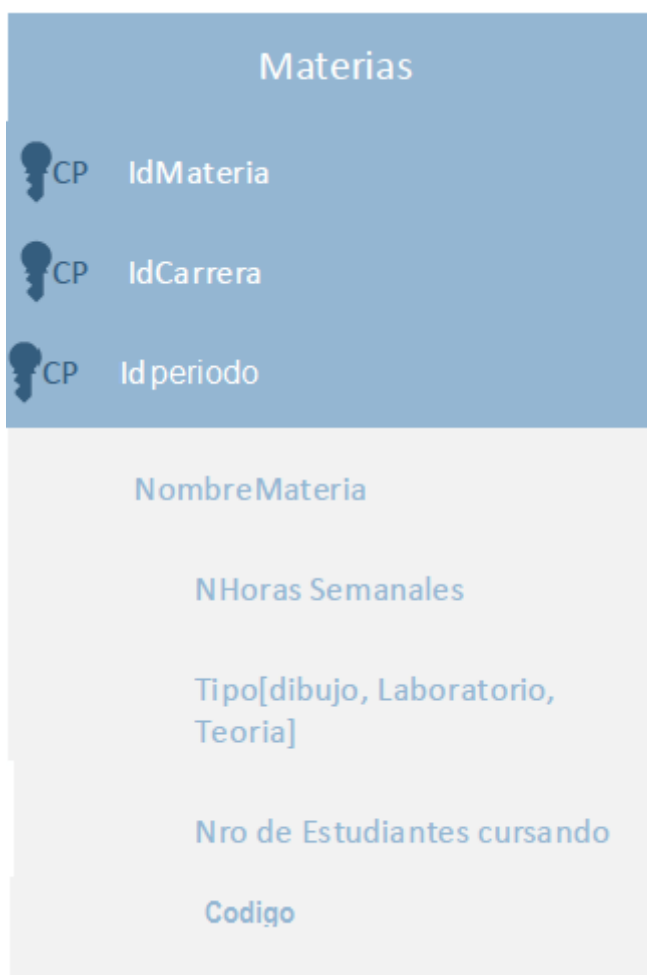 Materias
CP IdMateria
CP IdCarrera
CP Id periodo
NombreMateria
NHoras Semanales
Tipo[dibujo, Laboratorio,
Teoria]
Nro de Estudiantes cursando
Codigo